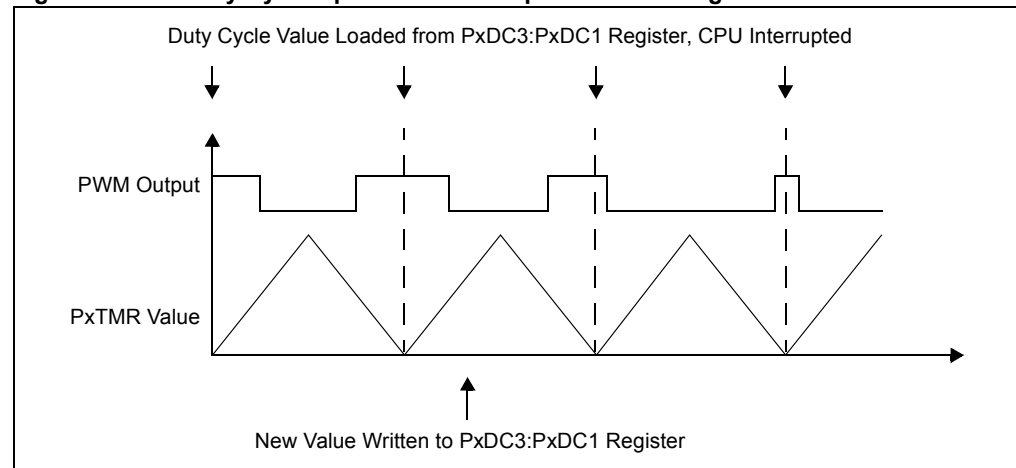 Duty Cycle Value Loaded from PxDC3:PxDC1 Register, CPU Interrupted
PWM Output
PxTMR Value
New Value Written to PxDC3:PxDC1 Register